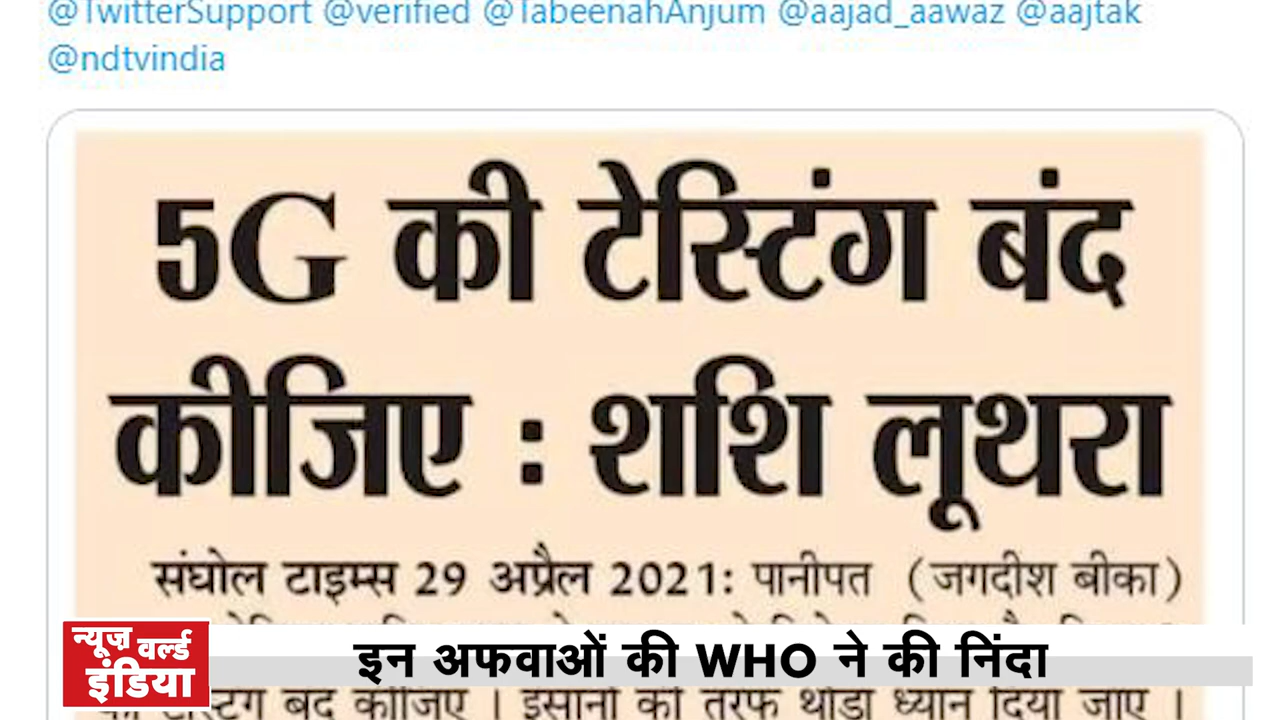 @TwitterSupport @verified @TabeenahAnjum @aajad_aawaz @aajtak
@ndtvindia
5G की टेस्टिंग बंद
कीजिए : शशि लूथरा
संघोल टाइम्स 29 अप्रैल 2021: पानीपत (जगदीश बीका)
न्यूज़ वर्ल्ड
इंडिया
इन अफवाओं की WHO ने की निंदा
बंद कीजिए । इंसानों की तरफ थोड़ा ध्यान दिया जाए ।